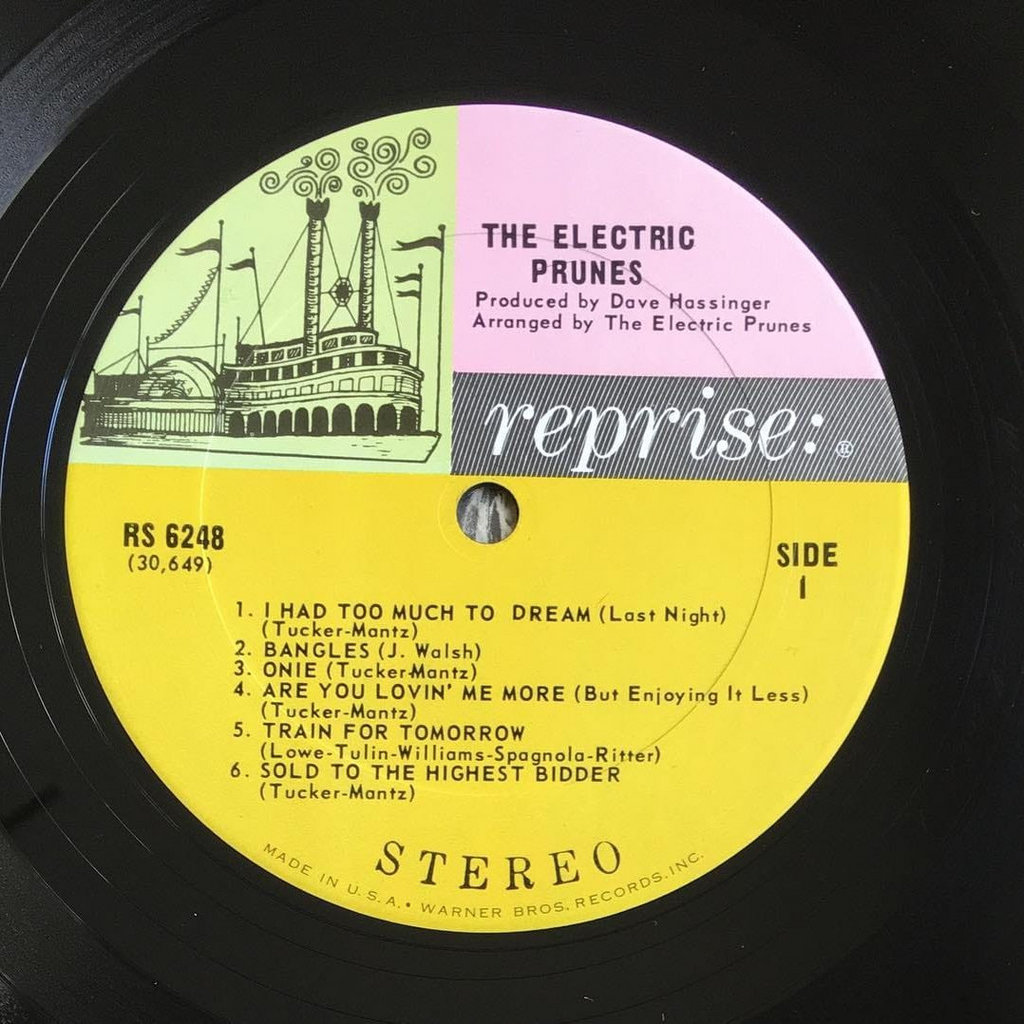 THE ELECTRIC
PRUNES
Produced by Dave Hassinger
Arranged by The Electric Prunes
reprise: ®
RS 6248
(30,649)
SIDE
1
1. I HAD TOO MUCH TO DREAM (Last Night)
(Tucker-Mantz)
2. BANGLES (J. Walsh)
3. ONIE (Tucker-Mantz)
4. ARE YOU LOVIN' ME MORE (But Enjoying It Less)
(Tucker-Mantz)
5. TRAIN FOR TOMORROW
(Lowe-Tulin-Williams-Spagnola-Ritter)
6. SOLD TO THE HIGHEST BIDDER
(Tucker-Mantz)
STEREO
MADE IN U.S.A. • WARNER BROS. RECORDS, INC.